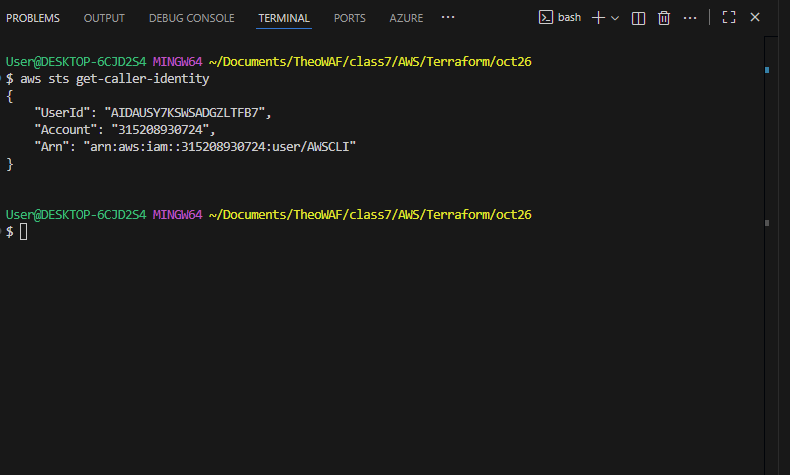 PROBLEMS OUTPUT DEBUG CONSOLE TERMINAL PORTS AZURE ··· bash
User@DESKTOP-6CJD2S4 MINGW64 ~/Documents/TheoWAF/class7/AWS/Terraform/oct26
$ aws sts get-caller-identity
{
    "UserId": "AIDAUSY7KSWSADGZLTFB7",
    "Account": "315208930724",
    "Arn": "arn:aws:iam::315208930724:user/AWSCLI"
}
User@DESKTOP-6CJD2S4 MINGW64 ~/Documents/TheoWAF/class7/AWS/Terraform/oct26
$